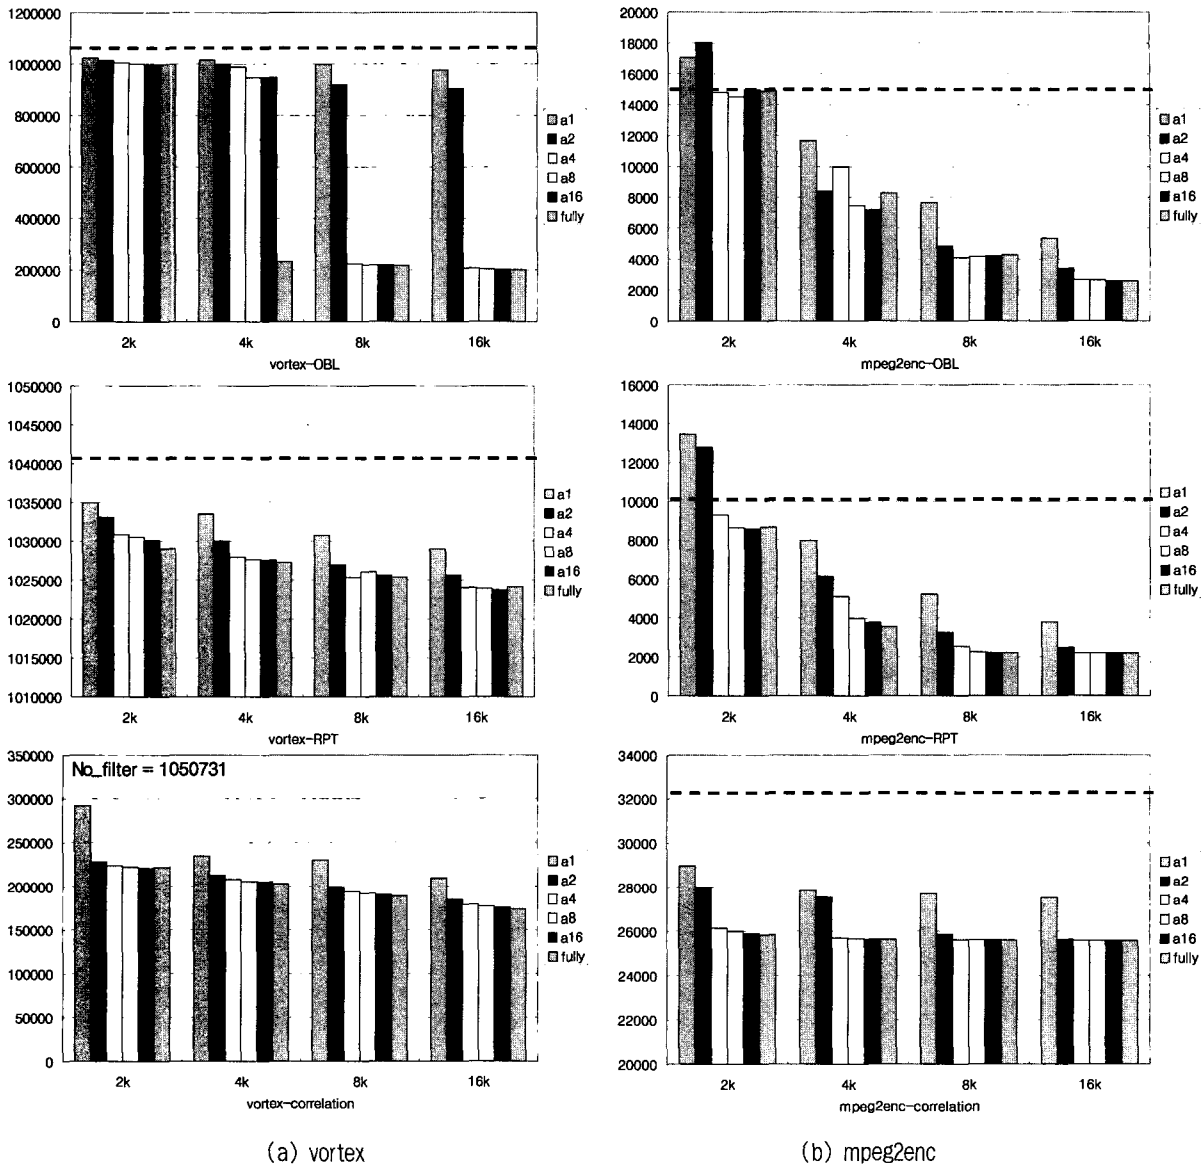 1200000
1000000
800000
600000
400000
200000
0
2k 4k 8k 16k
vortex-OBL
a1
a2
a4
a8
a16
fully
20000
18000
16000
14000
12000
10000
8000
6000
4000
2000
0
2k 4k 8k 16k
mpeg2enc-OBL
a1
a2
a4
a8
a16
fully
1050000
1045000
1040000
1035000
1030000
1025000
1020000
1015000
1010000
2k 4k 8k 16k
vortex-RPT
a1
a2
a4
a8
a16
fully
16000
14000
12000
10000
8000
6000
4000
2000
0
2k 4k 8k 16k
mpeg2enc-RPT
a1
a2
a4
a8
a16
fully
350000
300000
250000
200000
150000
100000
50000
0
No_filter = 1050731
2k 4k 8k 16k
vortex-correlation
a1
a2
a4
a8
a16
fully
34000
32000
30000
28000
26000
24000
22000
20000
2k 4k 8k 16k
mpeg2enc-correlation
a1
a2
a4
a8
a16
fully
(a) vortex
(b) mpeg2enc